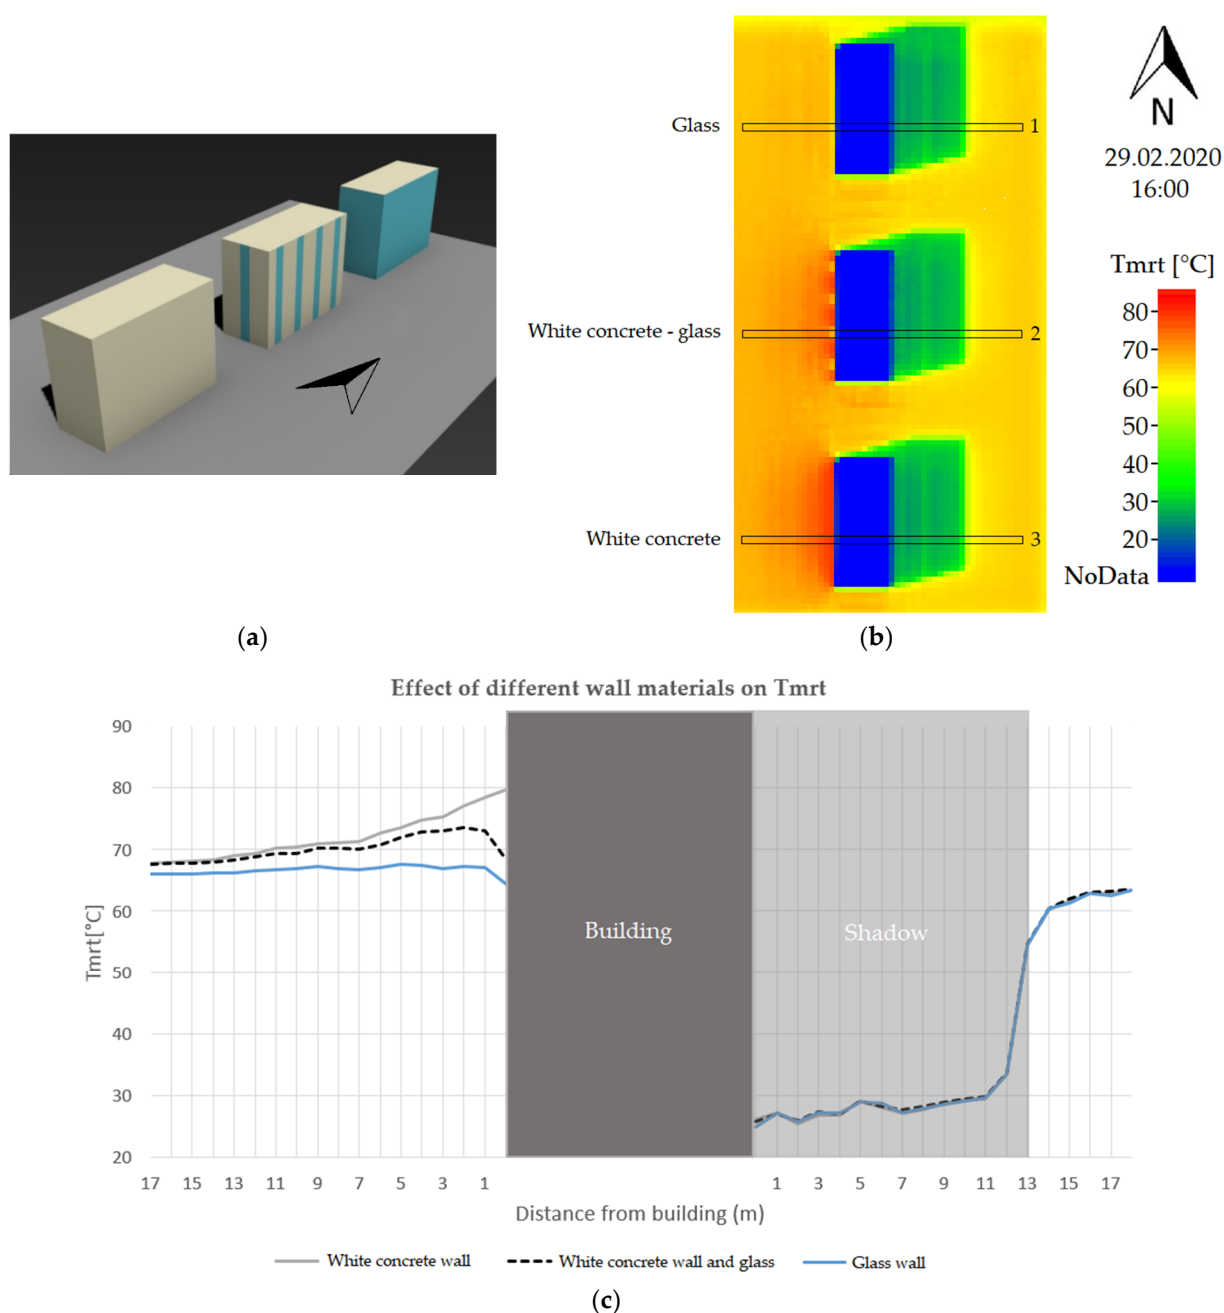 (a)
Glass
White concrete - glass
White concrete
1
2
3
N
29.02.2020
16:00
Tmrt [°C]
80
70
60
50
40
30
20
NoData
(b)
Effect of different wall materials on Tmrt
Tmrt[°C]
90
80
70
60
50
40
30
20
Building
Shadow
17 15 13 11 9 7 5 3 1 1 3 5 7 9 11 13 15 17
Distance from building (m)
White concrete wall White concrete wall and glass Glass wall
(c)